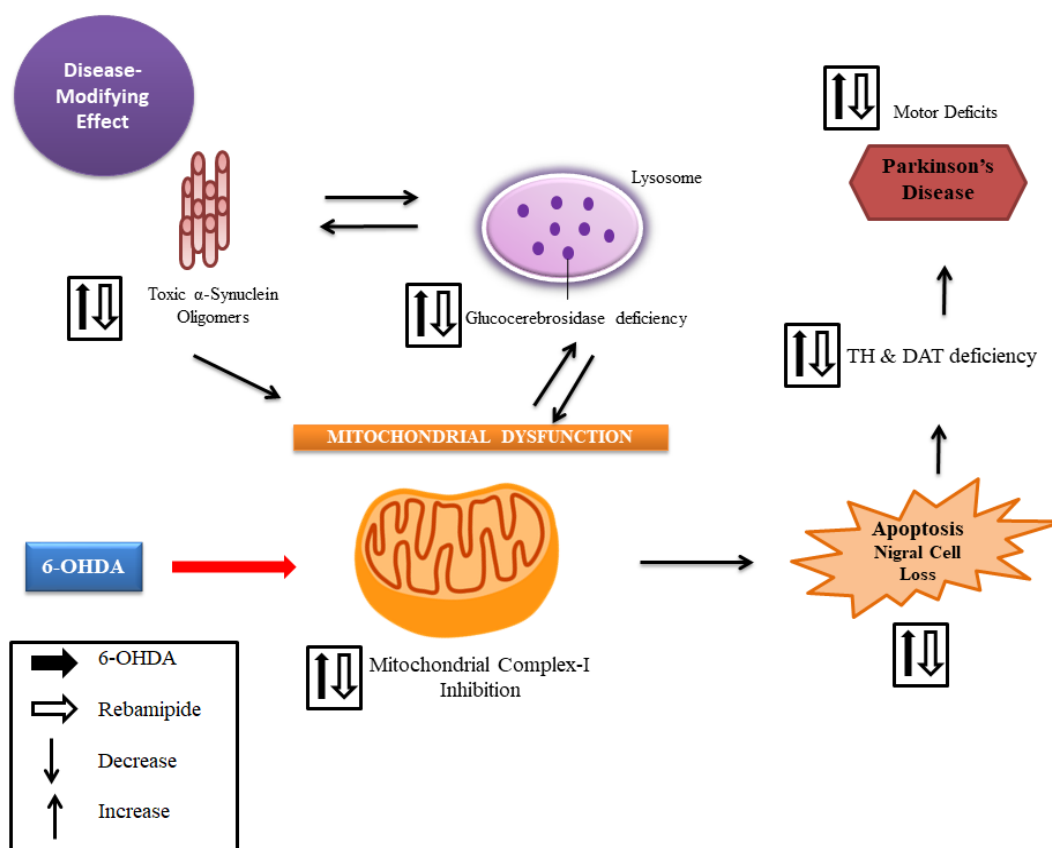 Disease-
Modifying
Effect
Motor Deficits
Parkinson's
Disease
Lysosome
Toxic α-Synuclein
Oligomers
Glucocerebrosidase deficiency
TH & DAT deficiency
MITOCHONDRIAL DYSFUNCTION
Apoptosis
Nigral Cell
Loss
6-OHDA
Mitochondrial Complex-I
Inhibition
6-OHDA
Rebamipide
Decrease
Increase